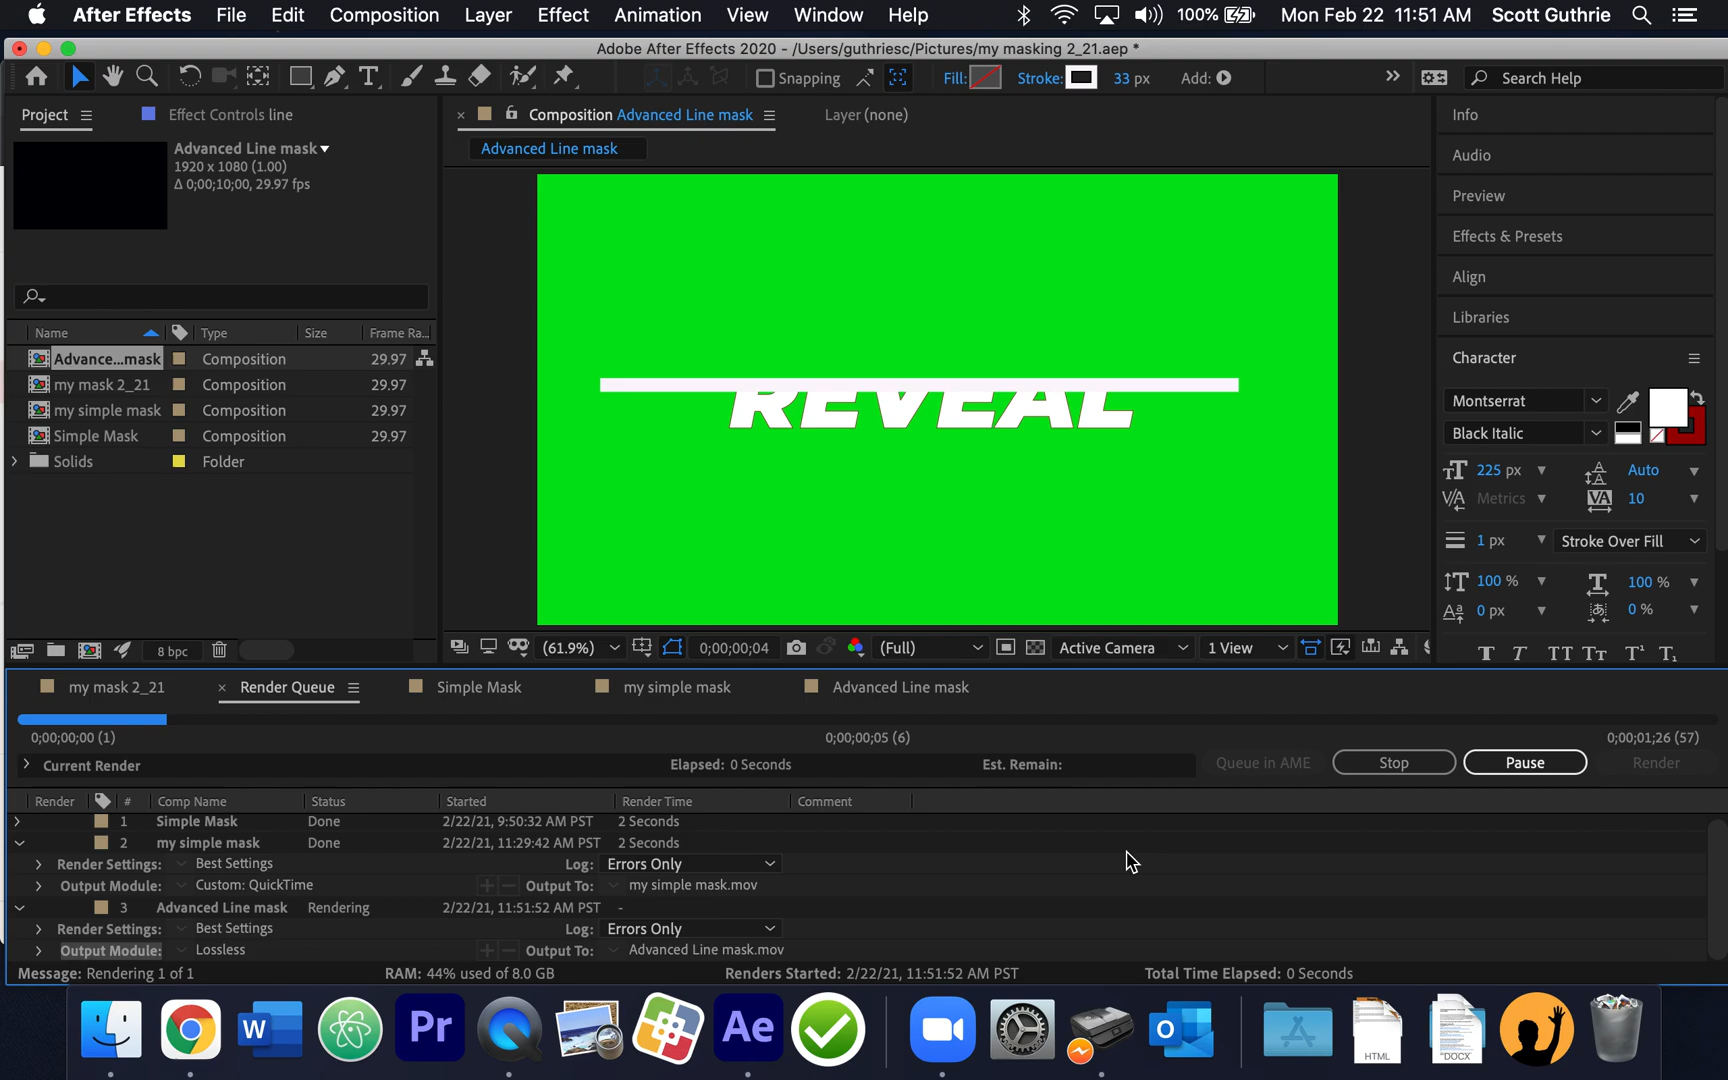 After Effects File Edit Composition Layer Effect Animation View Window Help 100% Mon Feb 22 11:51 AM Scott Guthrie
Adobe After Effects 2020 - /Users/guthriesc/Pictures/my masking 2_21.aep *
Snapping Fill: Stroke: 33 px Add: Search Help
Project Effect Controls line Composition Advanced Line mask Layer (none) Info
Advanced Line mask
1920 x 1080 (1.00)
Δ 0;00;10;00, 29.97 fps
Advanced Line mask
Audio
Preview
Effects & Presets
Align
Libraries
Character
REVEAL
Name Type Size Frame Ra...
Advance...mask Composition 29.97
my mask 2_21 Composition 29.97
my simple mask Composition 29.97
Simple Mask Composition 29.97
Solids Folder
Montserrat
Black Italic
225 px Auto
Metrics 10
1 px Stroke Over Fill
100 % 100 %
0 px 0 %
T T TT Tt T¹ T₁
8 bpc (61.9%) 0;00;00;04 (Full) Active Camera 1 View
my mask 2_21 Render Queue Simple Mask my simple mask Advanced Line mask
0;00;00;00 (1) 0;00;00;05 (6) 0;00;01;26 (57)
Current Render Elapsed: 0 Seconds Est. Remain: Queue in AME Stop Pause Render
Render # Comp Name Status Started Render Time Comment
1 Simple Mask Done 2/22/21, 9:50:32 AM PST 2 Seconds
2 my simple mask Done 2/22/21, 11:29:42 AM PST 2 Seconds
Render Settings: Best Settings Log: Errors Only
Output Module: Custom: QuickTime Output To: my simple mask.mov
3 Advanced Line mask Rendering 2/22/21, 11:51:52 AM PST -
Render Settings: Best Settings Log: Errors Only
Output Module: Lossless Output To: Advanced Line mask.mov
Message: Rendering 1 of 1 RAM: 44% used of 8.0 GB Renders Started: 2/22/21, 11:51:52 AM PST Total Time Elapsed: 0 Seconds
W Pr Ae HTML DOCX